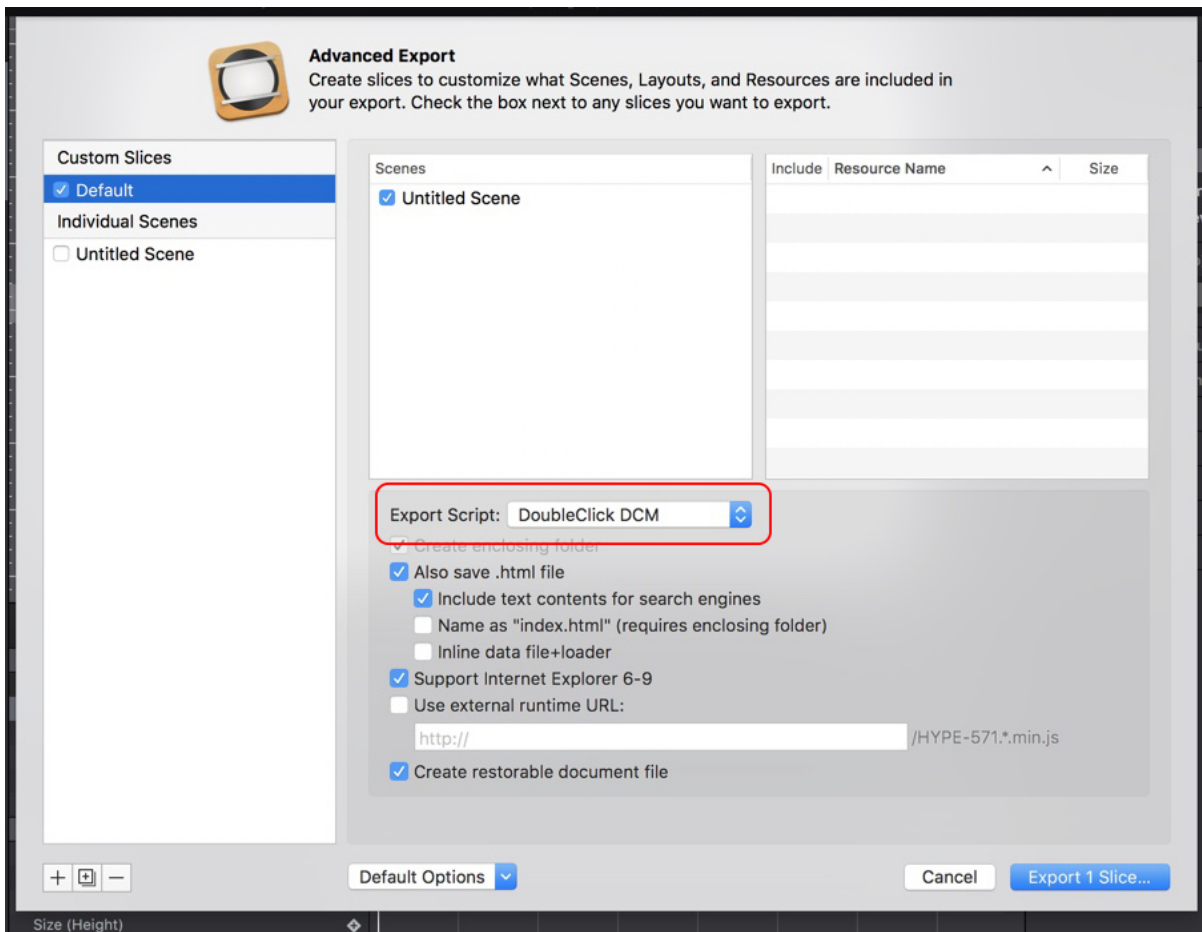 Advanced Export
Create slices to customize what Scenes, Layouts, and Resources are included in
your export. Check the box next to any slices you want to export.
Custom Slices
Default
Individual Scenes
Untitled Scene
Scenes
Untitled Scene
Include Resource Name Size
Export Script: DoubleClick DCM
Create enclosing folder
Also save .html file
Include text contents for search engines
Name as "index.html" (requires enclosing folder)
Inline data file+loader
Support Internet Explorer 6-9
Use external runtime URL:
http:// /HYPE-571.*.min.js
Create restorable document file
Default Options
Cancel
Export 1 Slice...
Size (Height)